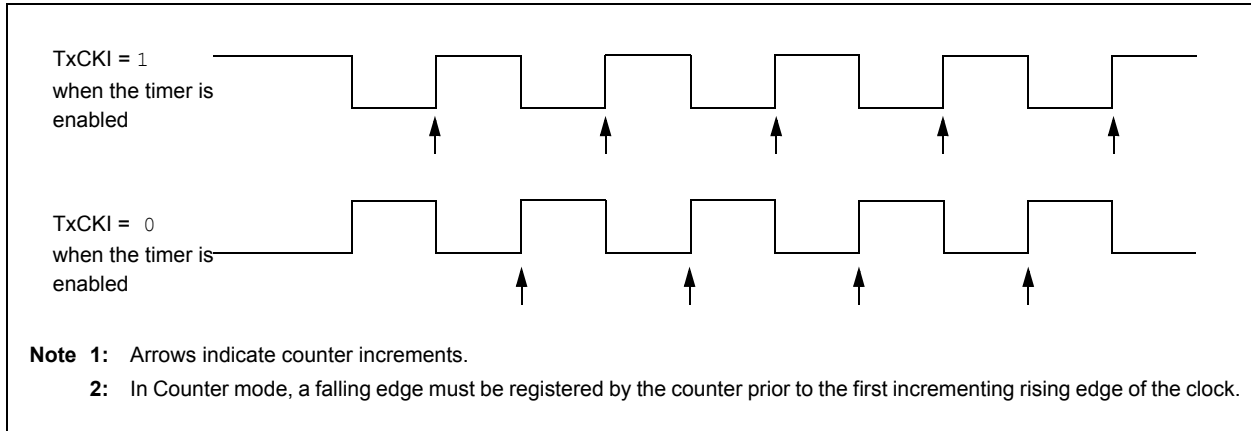 TxCKI = 1
when the timer is
enabled
TxCKI = 0
when the timer is
enabled
Note 1: Arrows indicate counter increments.
2: In Counter mode, a falling edge must be registered by the counter prior to the first incrementing rising edge of the clock.